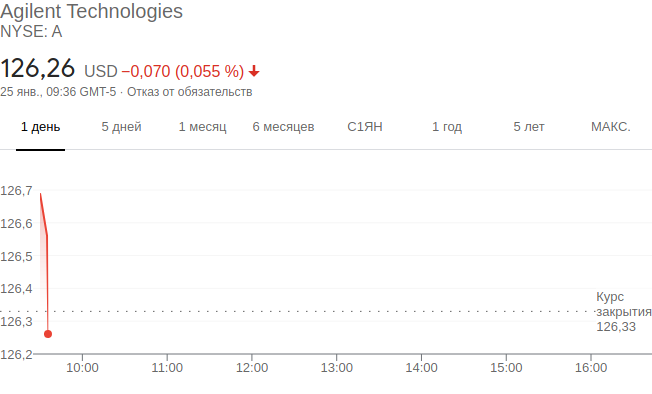 Agilent Technologies
NYSE: A
126,26 USD −0,070 (0,055 %)
25 янв., 09:36 GMT-5 · Отказ от обязательств
1 день 5 дней 1 месяц 6 месяцев С1ЯН 1 год 5 лет МАКС.
126,7
126,6
126,5
126,4
Курс
закрытия
126,3
126,33
126,2
10:00 11:00 12:00 13:00 14:00 15:00 16:00